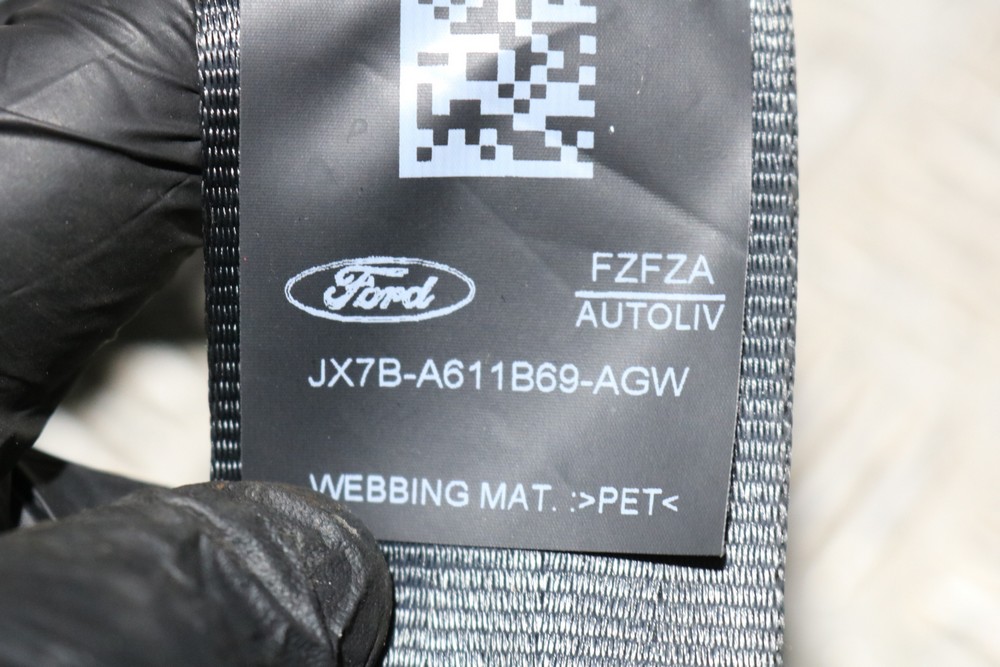 Ford
FZFZA
AUTOLIV
JX7B-A611B69-AGW
WEBBING MAT. :>PET<